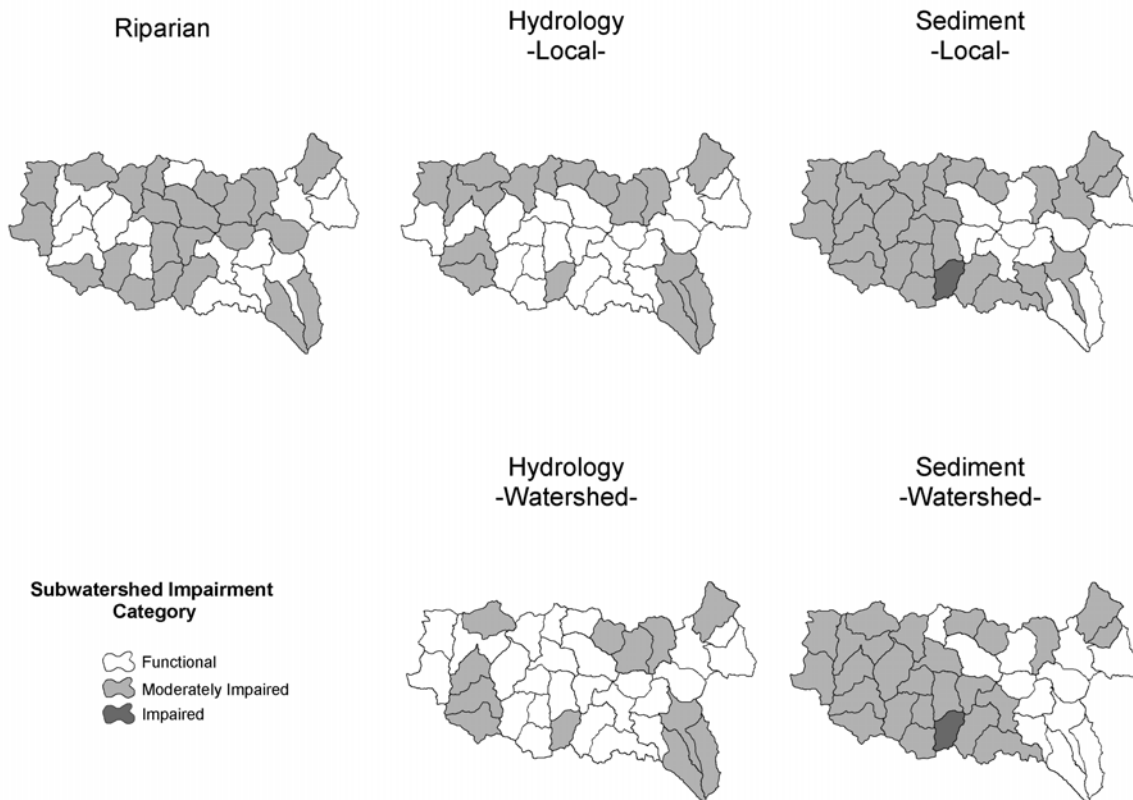 Riparian
Hydrology
-Local-
Sediment
-Local-
Hydrology
-Watershed-
Sediment
-Watershed-
Subwatershed Impairment
Category
Functional
Moderately Impaired
Impaired